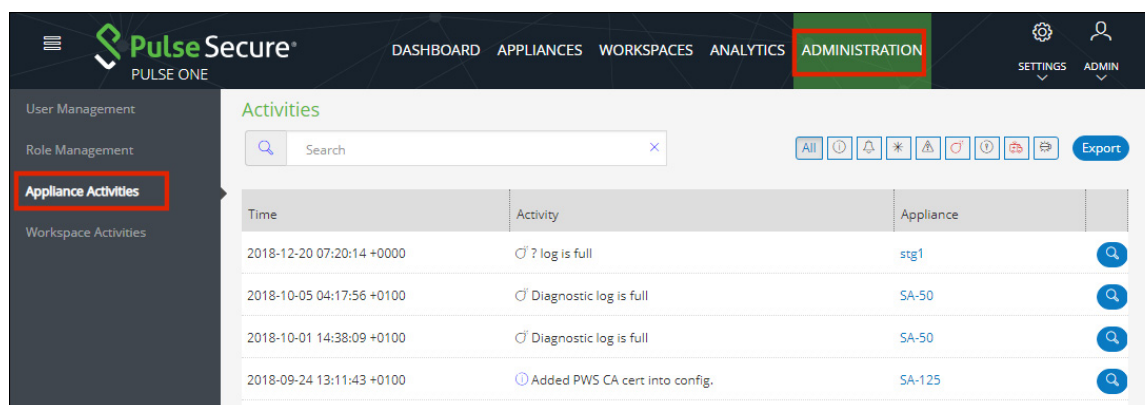 Pulse Secure®
PULSE ONE
DASHBOARD APPLIANCES WORKSPACES ANALYTICS ADMINISTRATION
SETTINGS ADMIN
User Management
Role Management
Appliance Activities
Workspace Activities
Activities
Search
All
Export
Time Activity Appliance
2018-12-20 07:20:14 +0000 ? log is full stg1
2018-10-05 04:17:56 +0100 Diagnostic log is full SA-50
2018-10-01 14:38:09 +0100 Diagnostic log is full SA-50
2018-09-24 13:11:43 +0100 Added PWS CA cert into config. SA-125